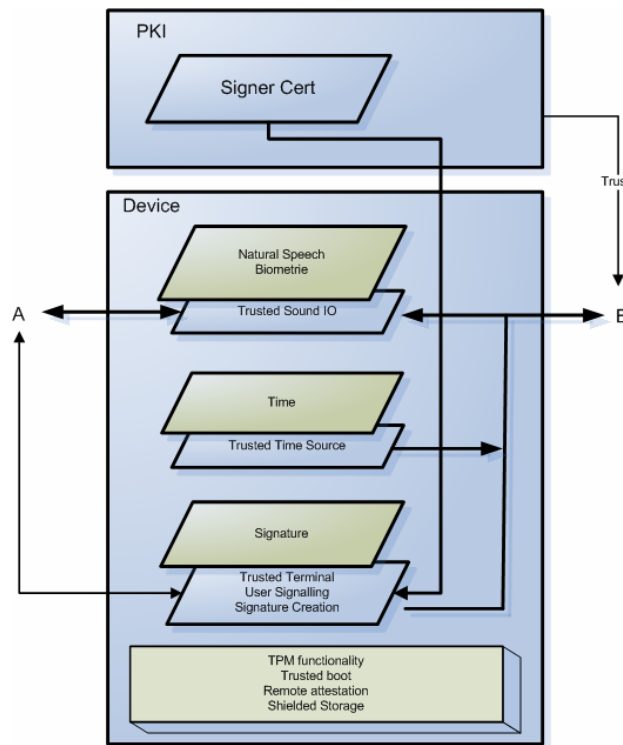 PKI
Signer Cert
Trus
Device
Natural Speech
Biometrie
Trusted Sound IO
A
Time
Trusted Time Source
Signature
Trusted Terminal
User Signalling
Signature Creation
TPM functionality
Trusted boot
Remote attestation
Shielded Storage